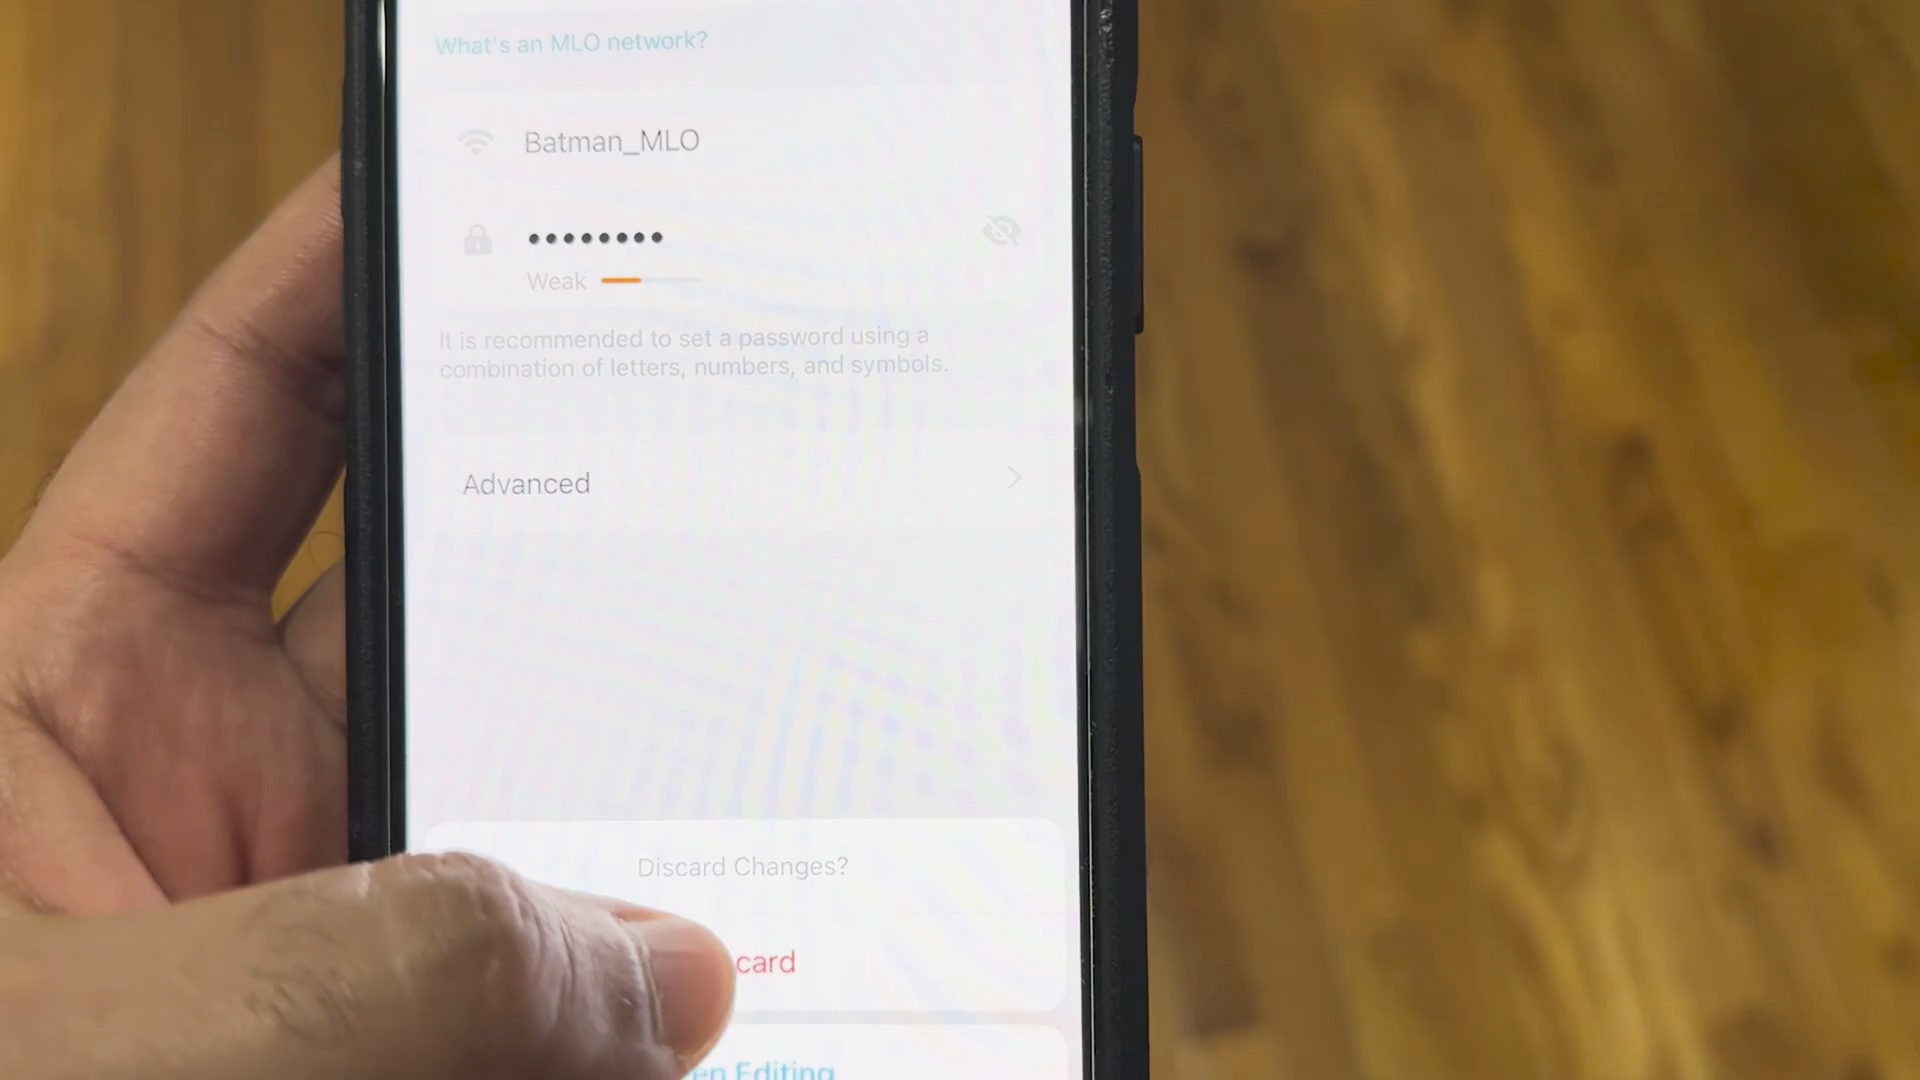 What's an MLO network?
Batman_MLO
••••••••
Weak
It is recommended to set a password using a
combination of letters, numbers, and symbols.
Advanced
Discard Changes?
card
en Editing